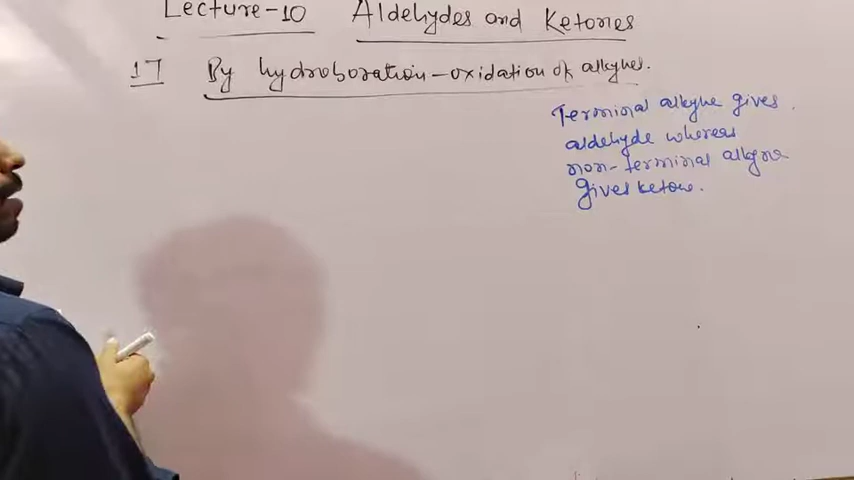 Lecture-10 Aldehydes and Ketones
17 By hydroboration-oxidation of alkynes.
Terminal alkyne gives
aldehyde whereas
non-terminal alkyne
gives ketone.